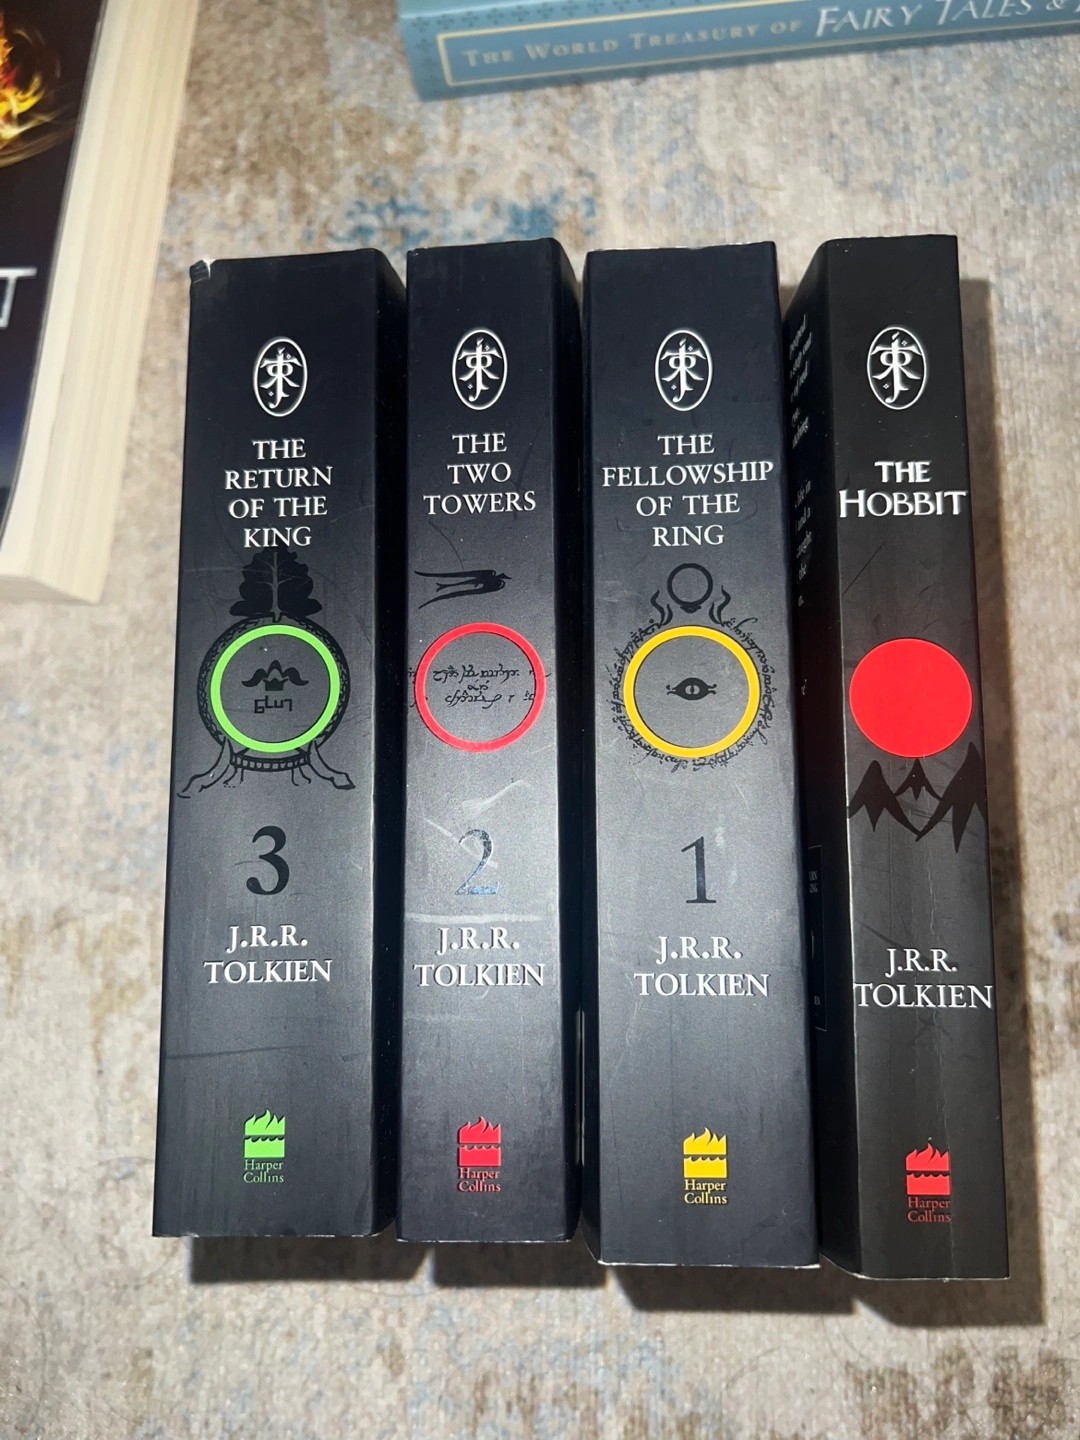 THE WORLD TREASURY OF FAIRY TALES &
THE
RETURN
OF THE
KING
3
J.R.R.
TOLKIEN
Harper
Collins
THE
TWO
TOWERS
2
J.R.R.
TOLKIEN
Harper
Collins
THE
FELLOWSHIP
OF THE
RING
1
J.R.R.
TOLKIEN
Harper
Collins
THE
HOBBIT
J.R.R.
TOLKIEN
Harper
Collins